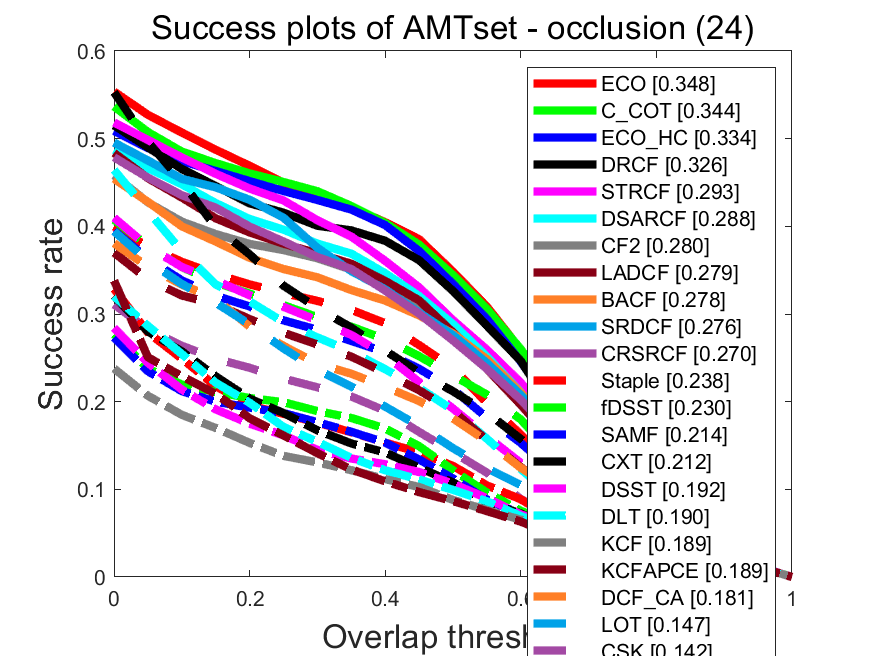 Success plots of AMTset - occlusion (24)
0.6
0.5
0.4
0.3
0.2
0.1
0
Success rate
0
0.2
0.4
0.6
1
Overlap thresh
ECO [0.348]
C_COT [0.344]
ECO_HC [0.334]
DRCF [0.326]
STRCF [0.293]
DSARCF [0.288]
CF2 [0.280]
LADCF [0.279]
BACF [0.278]
SRDCF [0.276]
CRSRCF [0.270]
Staple [0.238]
fDSST [0.230]
SAMF [0.214]
CXT [0.212]
DSST [0.192]
DLT [0.190]
KCF [0.189]
KCFAPCE [0.189]
DCF_CA [0.181]
LOT [0.147]
CSK [0.142]